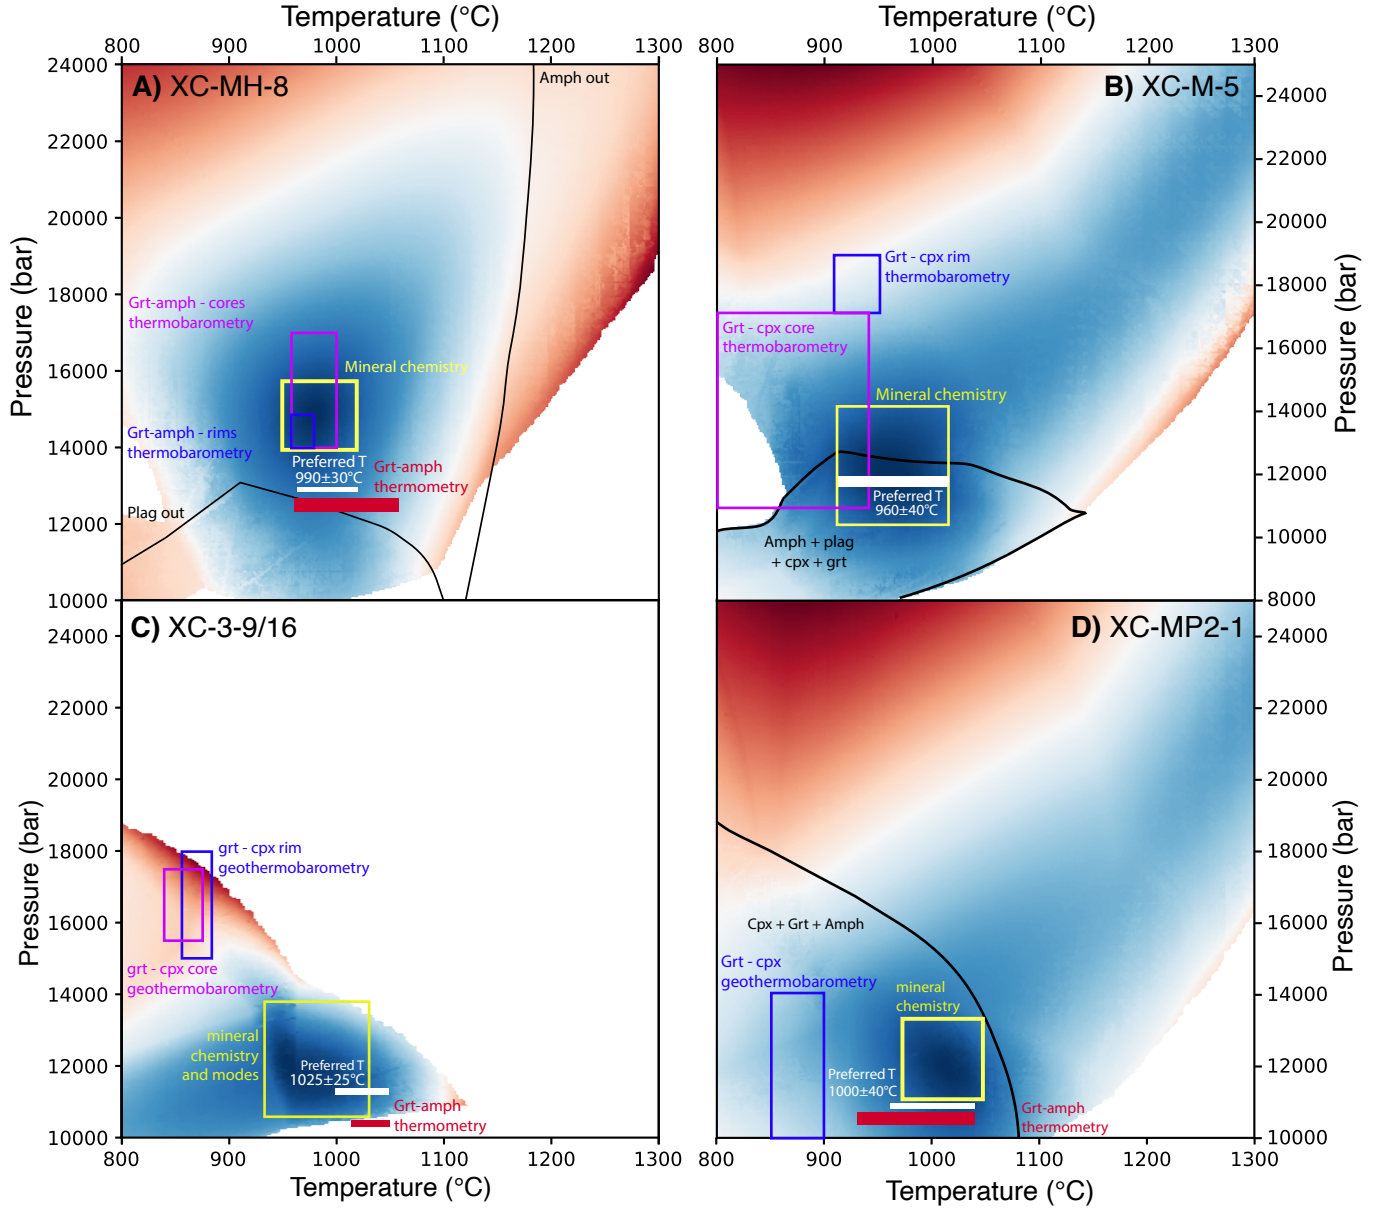 Temperature (°C)
800 900 1000 1100 1200 1300
Temperature (°C)
800 900 1000 1100 1200 1300
A) XC-MH-8
Amph out
24000
22000
20000
18000
16000
14000
12000
10000
Pressure (bar)
Grt-amph - cores
thermobarometry
Mineral chemistry
Grt-amph - rims
thermobarometry
Preferred T
990±30°C
Grt-amph
thermometry
Plag out
B) XC-M-5
24000
22000
20000
18000
16000
14000
12000
10000
8000
Pressure (bar)
Grt - cpx rim
thermobarometry
Grt - cpx core
thermobarometry
Mineral chemistry
Preferred T
960±40°C
Amph + plag
+ cpx + grt
C) XC-3-9/16
24000
22000
20000
18000
16000
14000
12000
10000
Pressure (bar)
grt - cpx rim
geothermobarometry
grt - cpx core
geothermobarometry
mineral
chemistry
and modes
Preferred T
1025±25°C
Grt-amph
thermometry
800 900 1000 1100 1200 1300
Temperature (°C)
D) XC-MP2-1
24000
22000
20000
18000
16000
14000
12000
10000
Pressure (bar)
Cpx + Grt + Amph
Grt - cpx
geothermobarometry
mineral
chemistry
Preferred T
1000±40°C
Grt-amph
thermometry
800 900 1000 1100 1200 1300
Temperature (°C)